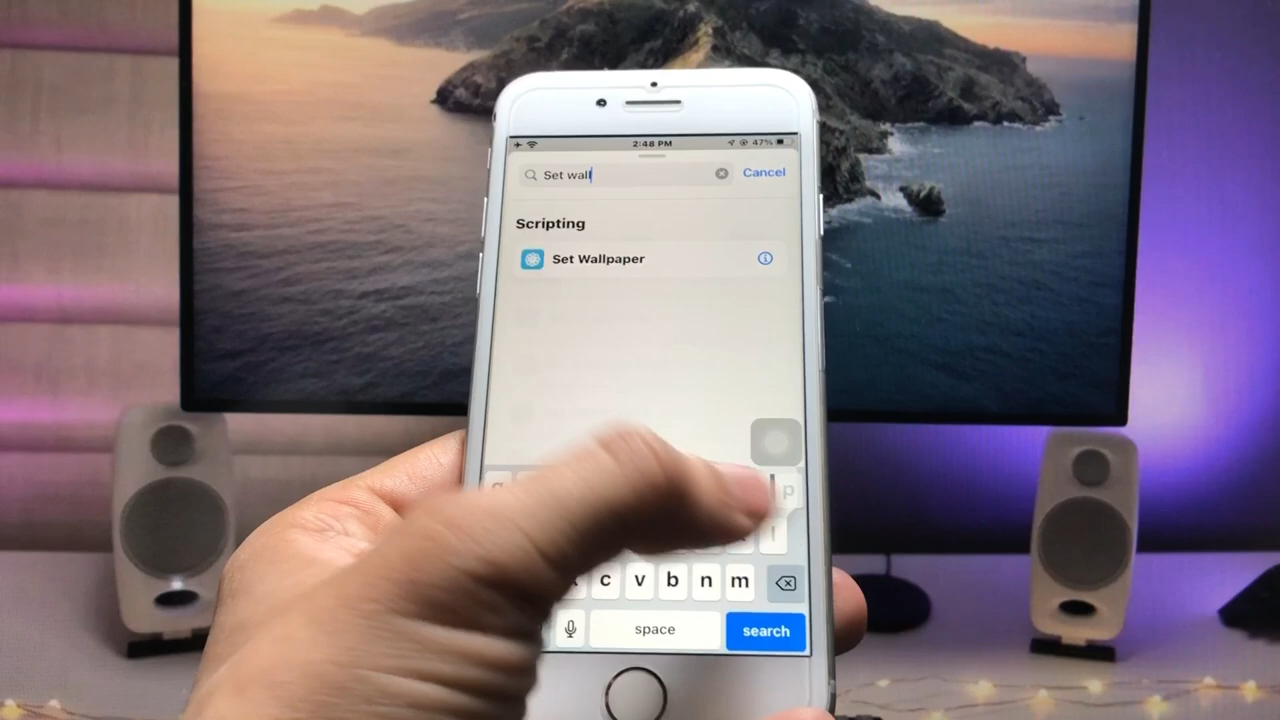 2:48 PM 47%
Set wall Cancel
Scripting
Set Wallpaper
p
l
c v b n m
space search